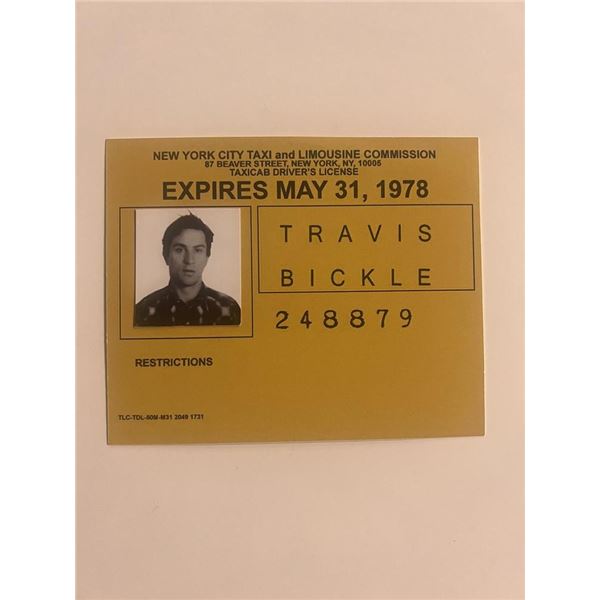 NEW YORK CITY TAXI and LIMOUSINE COMMISSION
87 BEAVER STREET, NEW YORK, NY, 10005
TAXICAB DRIVER'S LICENSE
EXPIRES MAY 31, 1978
TRAVIS
BICKLE
248879
RESTRICTIONS
TLC-TDL-50M-M31 2049 1731